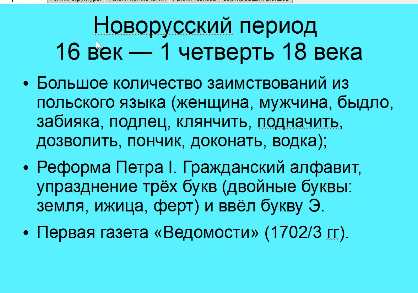 Новорусский период
16 век — 1 четверть 18 века
• Большое количество заимствований из
польского языка (женщина, мужчина, быдло,
забияка, подлец, клянчить, подначить,
дозволить, пончик, доконать, водка);
• Реформа Петра I. Гражданский алфавит,
упразднение трёх букв (двойные буквы:
земля, ижица, ферт) и ввёл букву Э.
• Первая газета «Ведомости» (1702/3 гг).